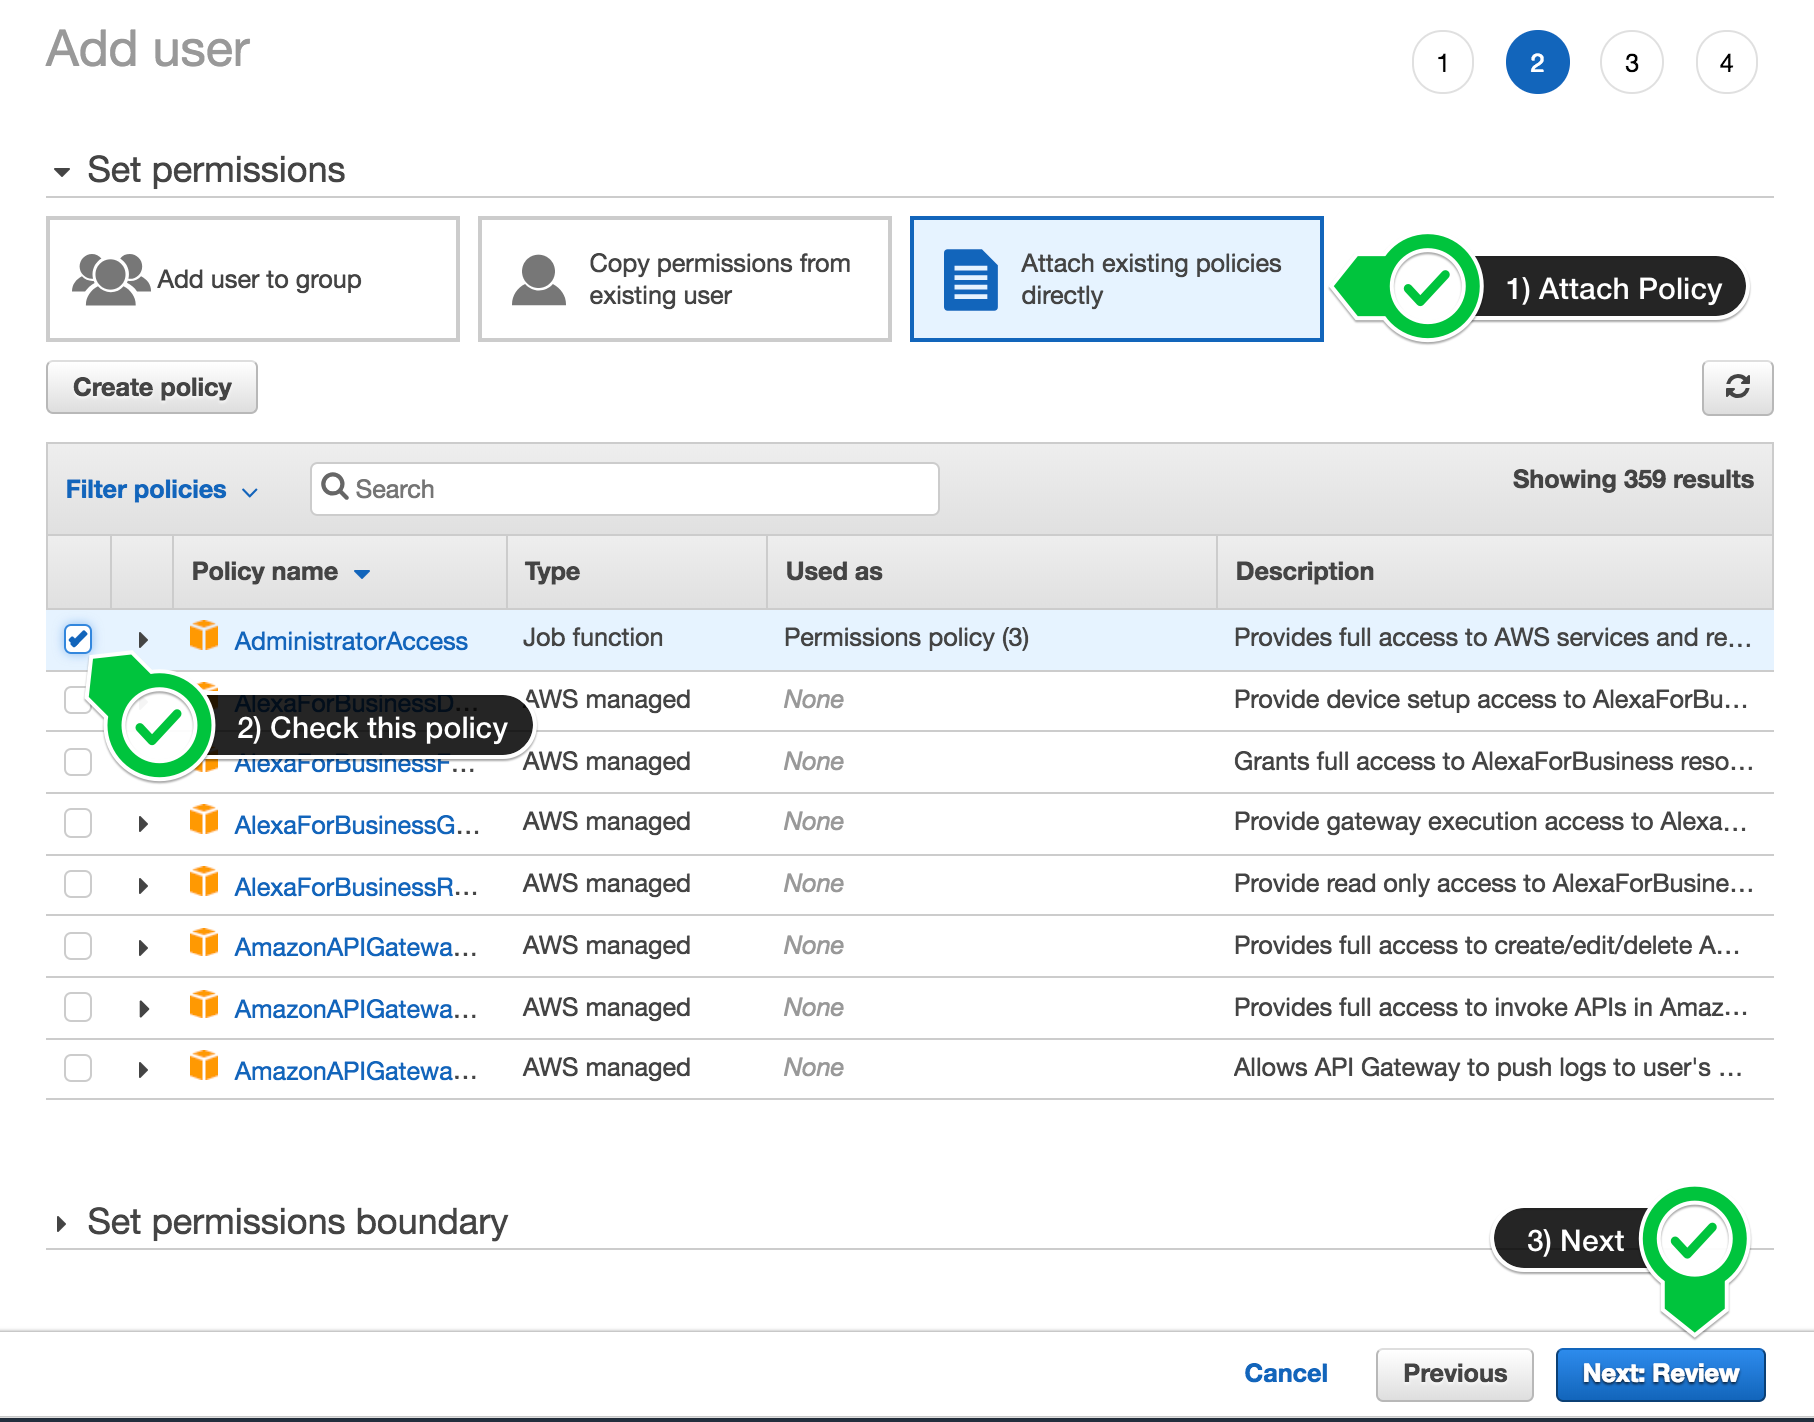 Add user
1 2 3 4
Set permissions
Add user to group
Copy permissions from
existing user
Attach existing policies
directly
1) Attach Policy
Create policy
Filter policies
Search
Showing 359 results
Policy name Type Used as Description
AdministratorAccess Job function Permissions policy (3) Provides full access to AWS services and re...
AlexaForBusinessD... AWS managed None Provide device setup access to AlexaForBu...
2) Check this policy
AlexaForBusinessF... AWS managed None Grants full access to AlexaForBusiness reso...
AlexaForBusinessG... AWS managed None Provide gateway execution access to Alexa...
AlexaForBusinessR... AWS managed None Provide read only access to AlexaForBusine...
AmazonAPIGatewa... AWS managed None Provides full access to create/edit/delete A...
AmazonAPIGatewa... AWS managed None Provides full access to invoke APIs in Amaz...
AmazonAPIGatewa... AWS managed None Allows API Gateway to push logs to user's ...
Set permissions boundary
3) Next
Cancel Previous Next: Review